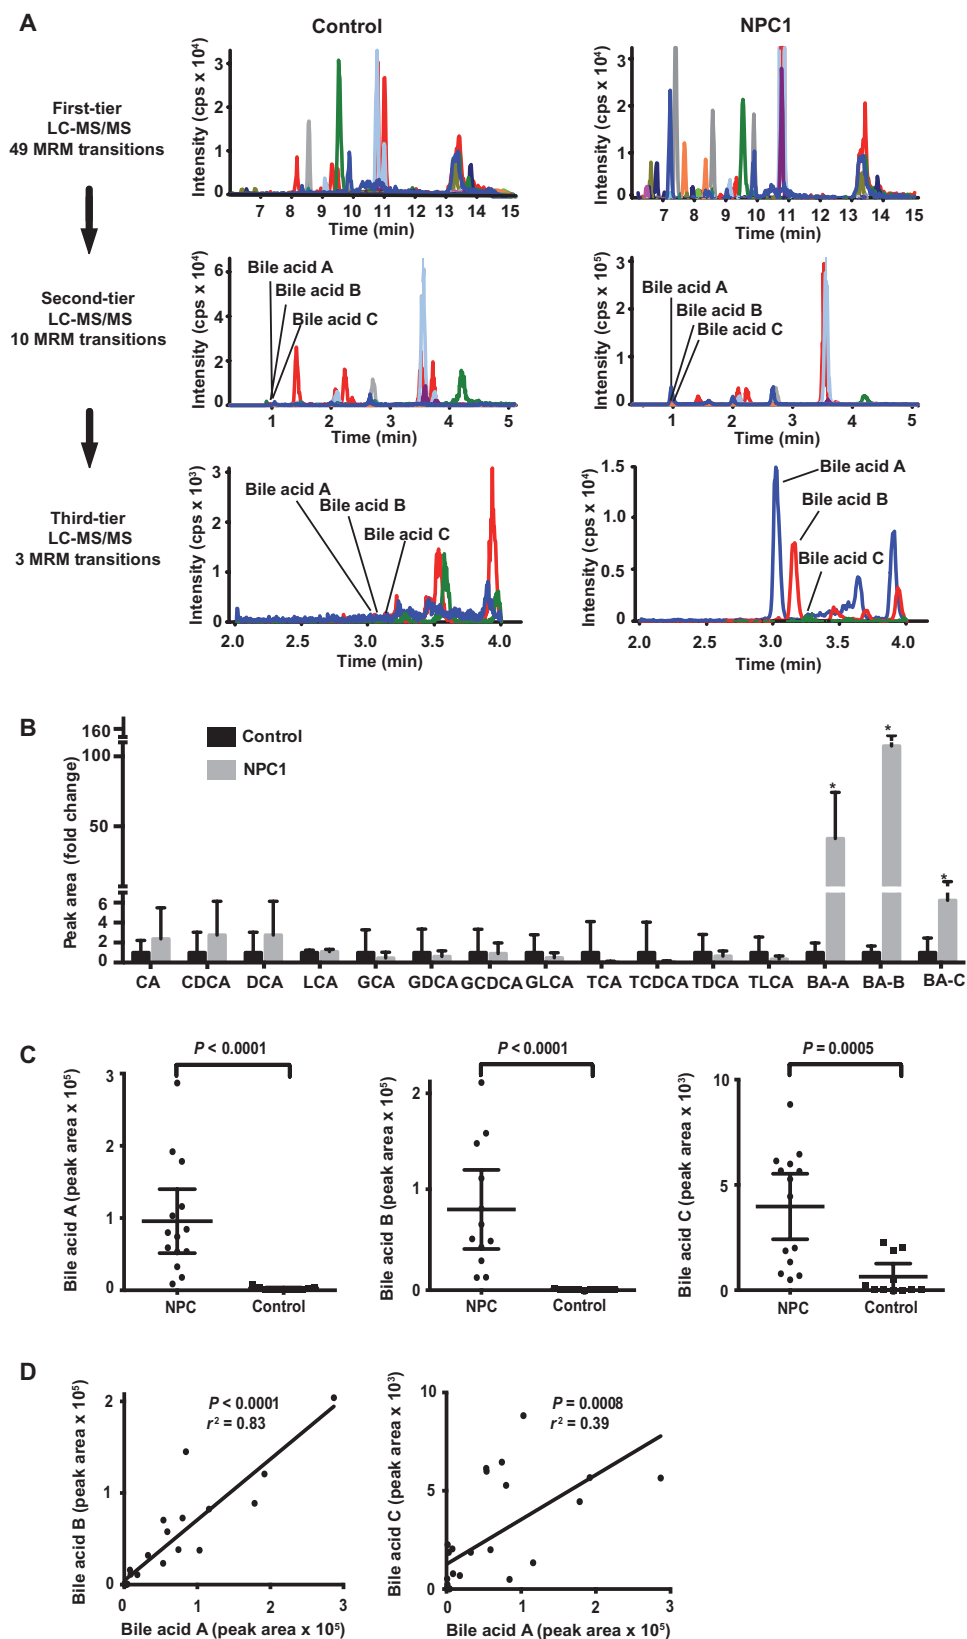 A
Control
NPC1
First-tier
LC-MS/MS
49 MRM transitions
Intensity (cps x 10⁴)
3
2
1
0
7 8 9 10 11 12 13 14 15
Time (min)
Intensity (cps x 10⁴)
3
2
1
0
7 8 9 10 11 12 13 14 15
Time (min)
Second-tier
LC-MS/MS
10 MRM transitions
Intensity (cps x 10⁴)
6
4
2
0
Bile acid A
Bile acid B
Bile acid C
1 2 3 4 5
Time (min)
Intensity (cps x 10⁵)
3
2
1
0
Bile acid A
Bile acid B
Bile acid C
1 2 3 4 5
Time (min)
Third-tier
LC-MS/MS
3 MRM transitions
Intensity (cps x 10³)
3
2
1
0
Bile acid A
Bile acid B
Bile acid C
2.0 2.5 3.0 3.5 4.0
Time (min)
Intensity (cps x 10⁴)
1.5
1.0
0.5
0
Bile acid A
Bile acid B
Bile acid C
2.0 2.5 3.0 3.5 4.0
Time (min)
B
Peak area (fold change)
160
100
50
6
4
2
0
Control
NPC1
*
*
*
CA CDCA DCA LCA GCA GDCA GCDCA GLCA TCA TCDCA TDCA TLCA BA-A BA-B BA-C
C
P < 0.0001
Bile acid A (peak area x 10⁵)
3
2
1
0
NPC Control
P < 0.0001
Bile acid B (peak area x 10⁵)
2
1
0
NPC Control
P = 0.0005
Bile acid C (peak area x 10³)
10
5
0
NPC Control
D
Bile acid B (peak area x 10⁵)
2
1
0
P < 0.0001
r² = 0.83
0 1 2 3
Bile acid A (peak area x 10⁵)
Bile acid C (peak area x 10³)
10
5
0
P = 0.0008
r² = 0.39
0 1 2 3
Bile acid A (peak area x 10⁵)